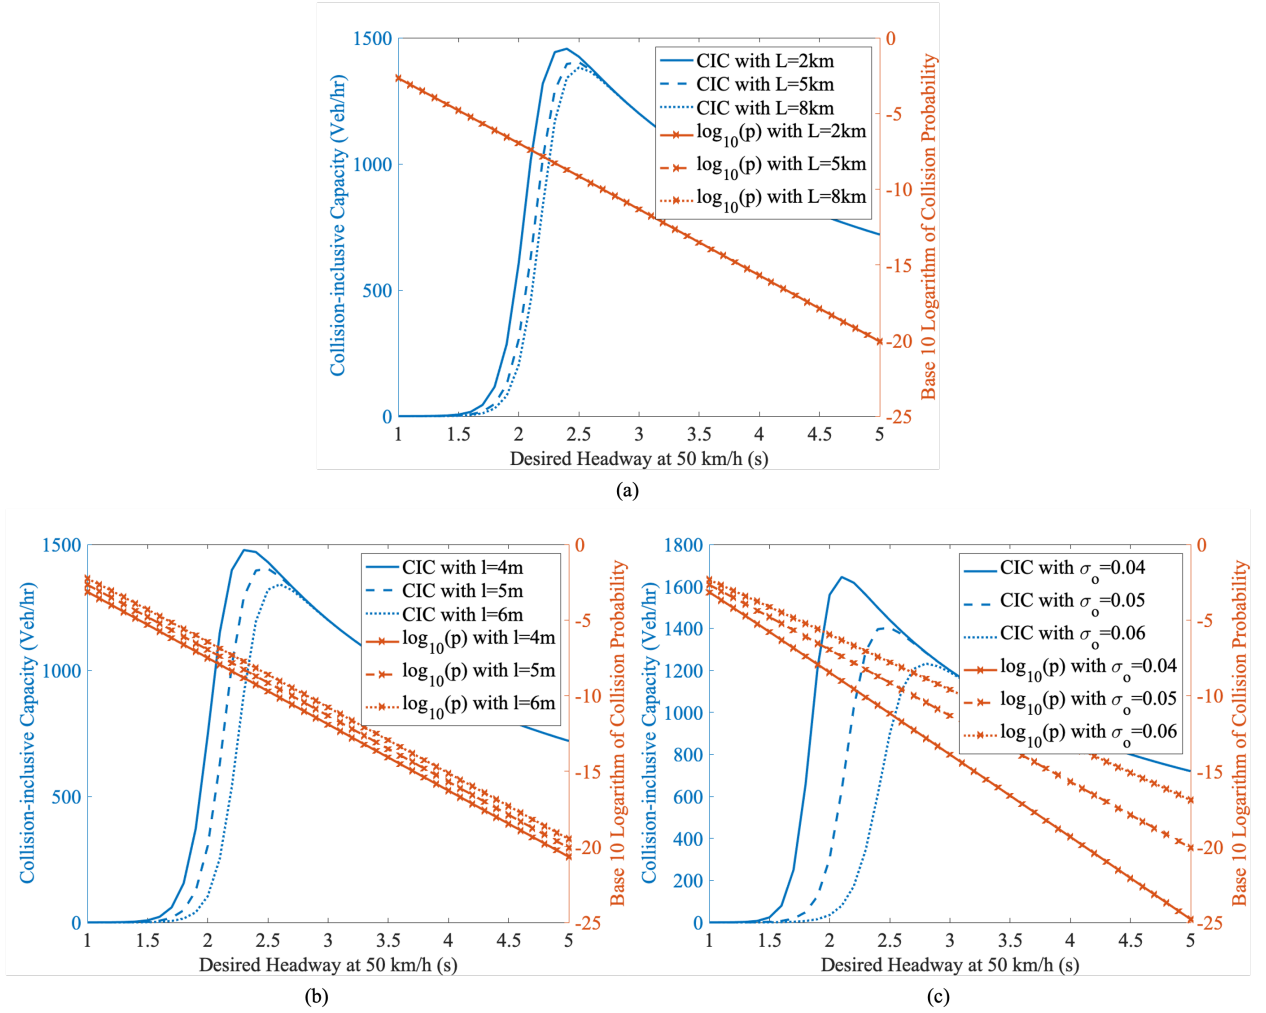 1500
1000
500
0
Collision-inclusive Capacity (Veh/hr)
0
-5
-10
-15
-20
-25
Base 10 Logarithm of Collision Probability
CIC with L=2km
CIC with L=5km
CIC with L=8km
log10(p) with L=2km
log10(p) with L=5km
log10(p) with L=8km
1 1.5 2 2.5 3 3.5 4 4.5 5
Desired Headway at 50 km/h (s)
(a)
1500
1000
500
0
Collision-inclusive Capacity (Veh/hr)
0
-5
-10
-15
-20
-25
Base 10 Logarithm of Collision Probability
CIC with l=4m
CIC with l=5m
CIC with l=6m
log10(p) with l=4m
log10(p) with l=5m
log10(p) with l=6m
1 1.5 2 2.5 3 3.5 4 4.5 5
Desired Headway at 50 km/h (s)
(b)
1800
1600
1400
1200
1000
800
600
400
200
0
Collision-inclusive Capacity (Veh/hr)
0
-5
-10
-15
-20
-25
Base 10 Logarithm of Collision Probability
CIC with σo=0.04
CIC with σo=0.05
CIC with σo=0.06
log10(p) with σo=0.04
log10(p) with σo=0.05
log10(p) with σo=0.06
1 1.5 2 2.5 3 3.5 4 4.5 5
Desired Headway at 50 km/h (s)
(c)